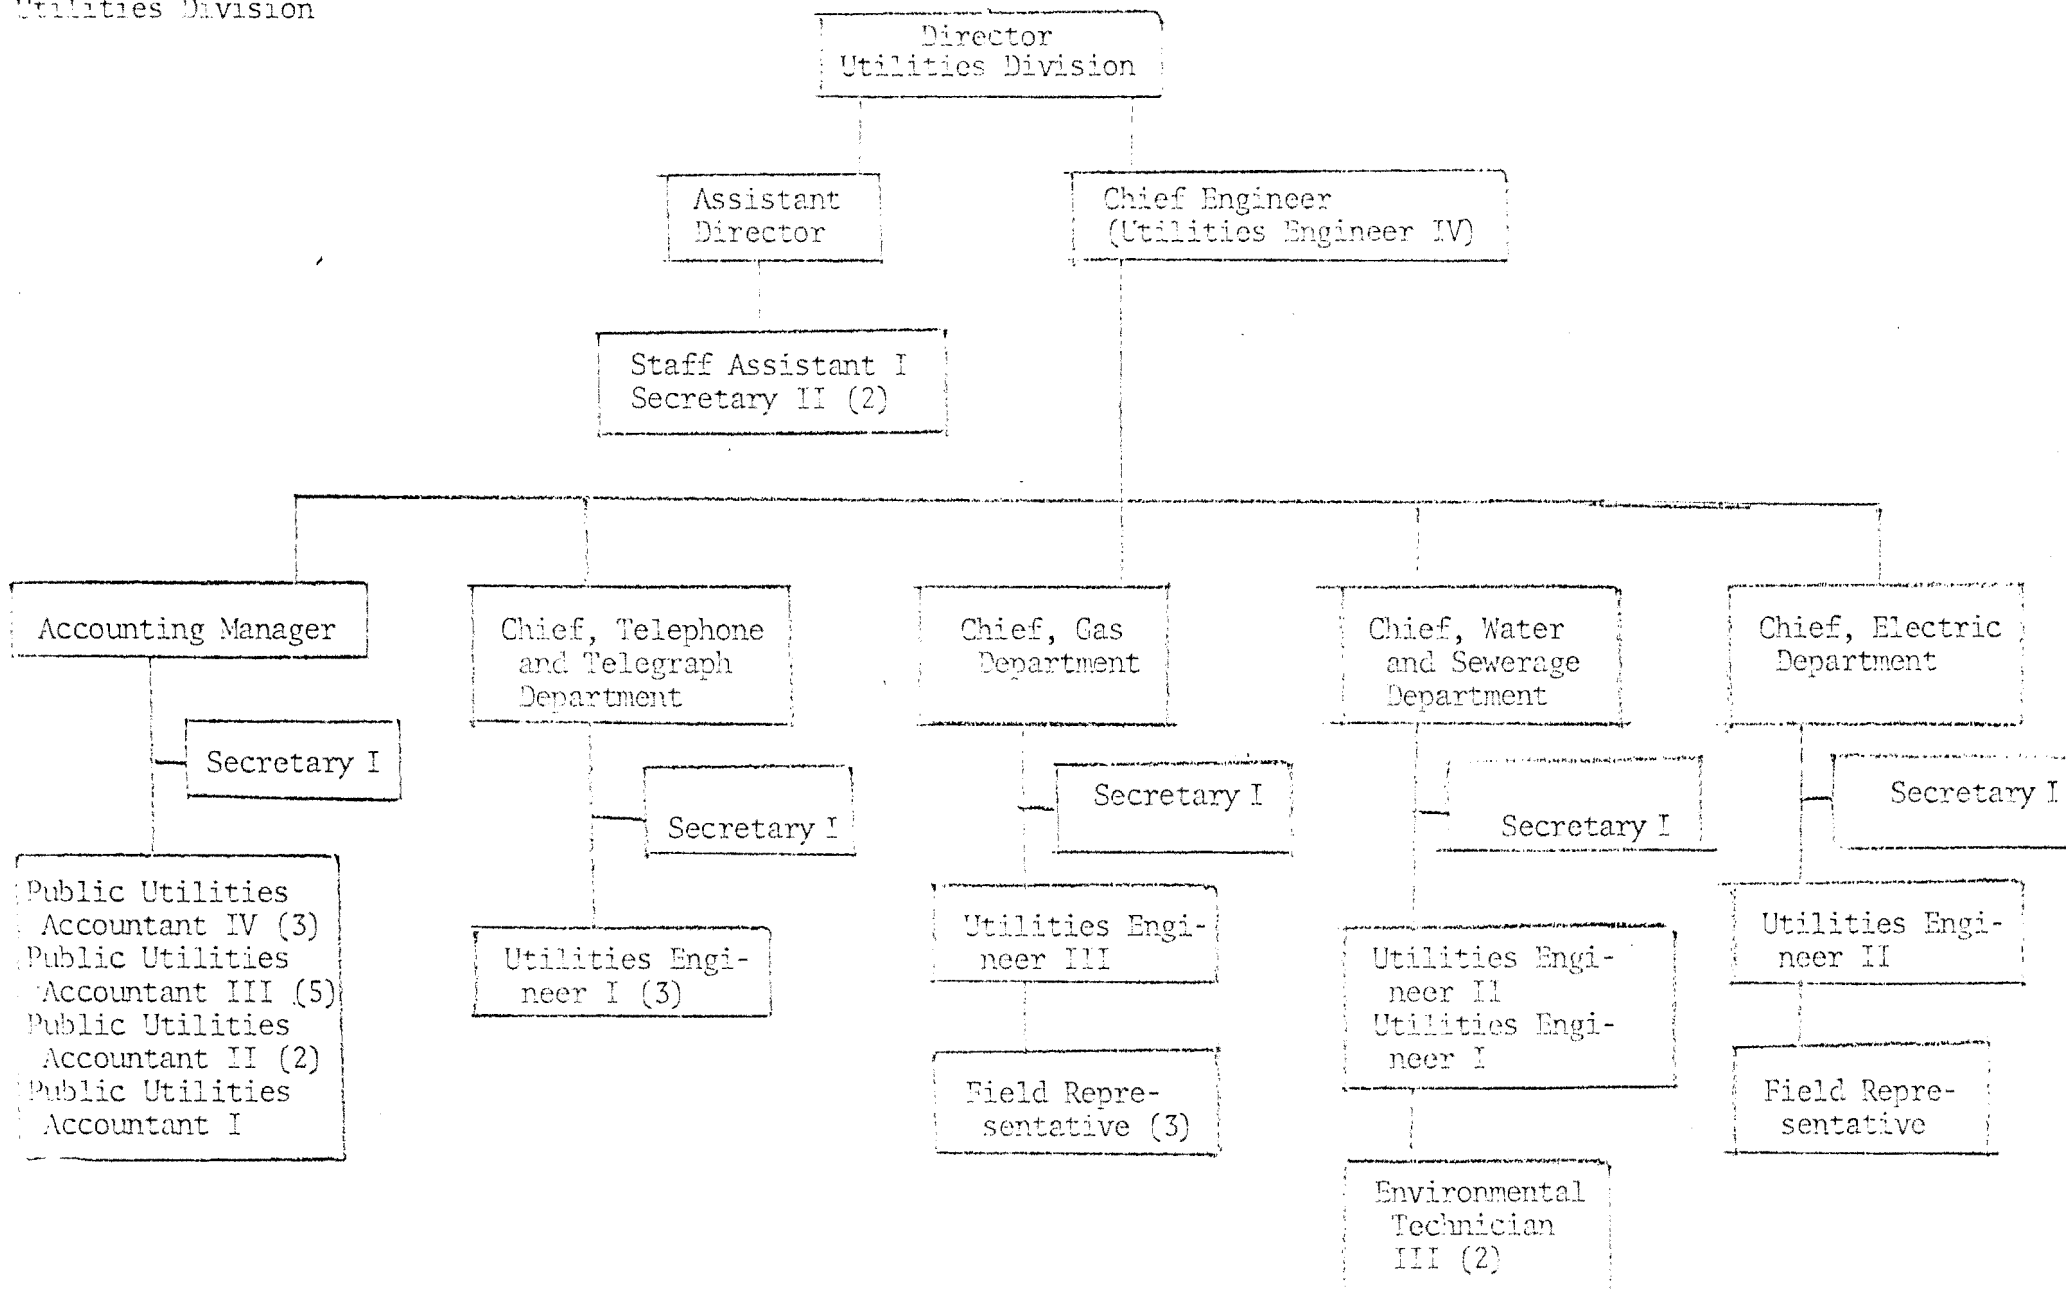 Utilities Division
Director
Utilities Division
Assistant
Director
Chief Engineer
(Utilities Engineer IV)
Staff Assistant I
Secretary II (2)
Accounting Manager
Chief, Telephone
and Telegraph
Department
Chief, Gas
Department
Chief, Water
and Sewerage
Department
Chief, Electric
Department
Secretary I
Secretary I
Secretary I
Secretary I
Secretary I
Public Utilities
Accountant IV (3)
Public Utilities
Accountant III (5)
Public Utilities
Accountant II (2)
Public Utilities
Accountant I
Utilities Engi-
neer I (3)
Utilities Engi-
neer III
Field Repre-
sentative (3)
Utilities Engi-
neer II
Utilities Engi-
neer I
Environmental
Technician
III (2)
Utilities Engi-
neer II
Field Repre-
sentative